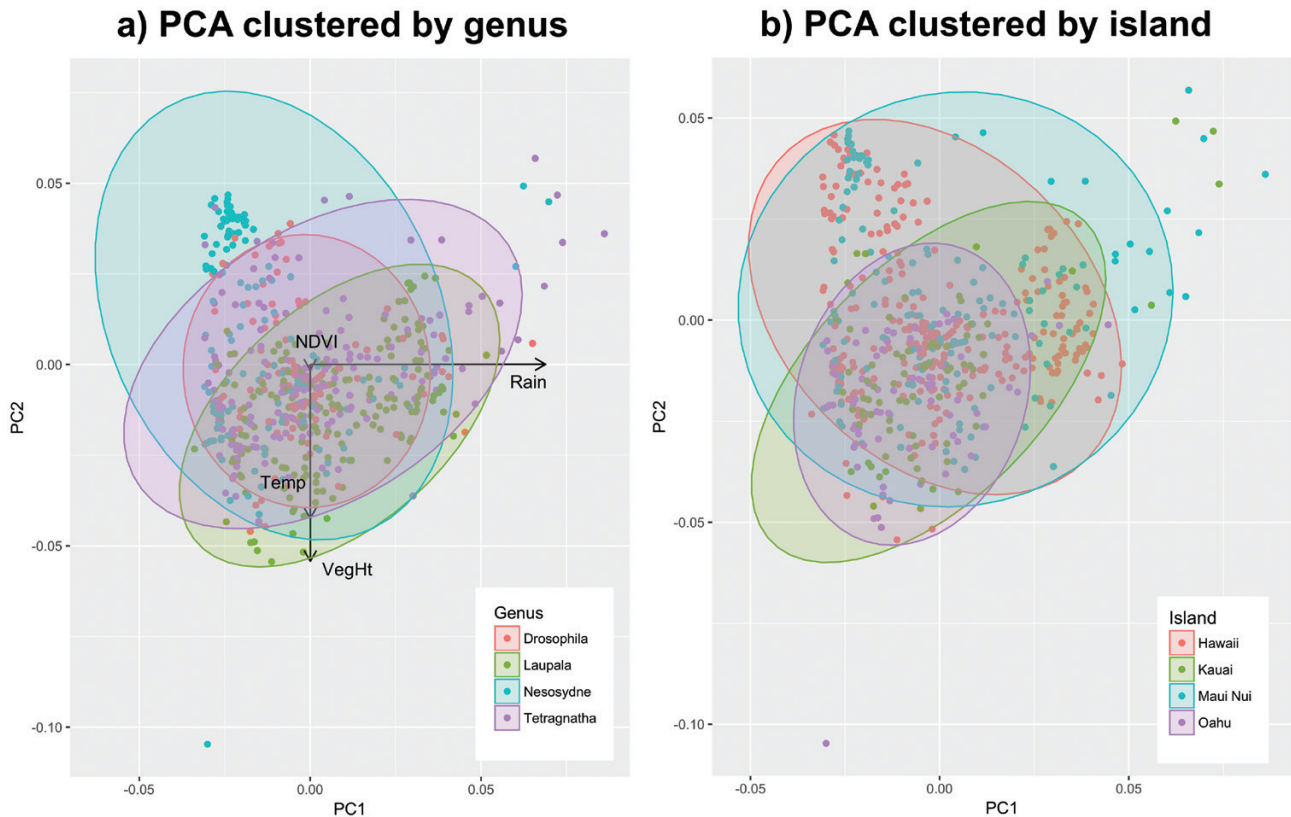 a) PCA clustered by genus
b) PCA clustered by island
0.05
0.00
-0.05
-0.10
PC2
NDVI
Rain
Temp
VegHt
Genus
Drosophila
Laupala
Nesosydne
Tetragnatha
-0.05
0.00
0.05
PC1
0.05
0.00
-0.05
-0.10
PC2
Island
Hawaii
Kauai
Maui Nui
Oahu
-0.05
0.00
0.05
PC1